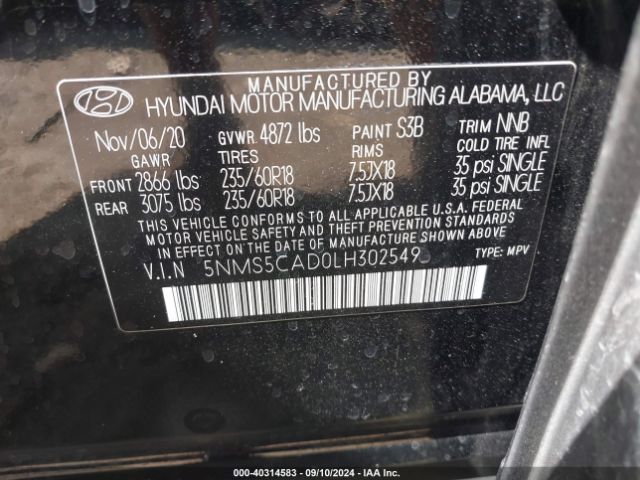 MANUFACTURED BY
HYUNDAI MOTOR MANUFACTURING ALABAMA, LLC
Nov/06/20 GVWR 4872 lbs PAINT S3B TRIM NNB
GAWR TIRES RIMS COLD TIRE INFL
FRONT 2866 lbs 235/60R18 7.5JX18 35 psi SINGLE
REAR 3075 lbs 235/60R18 7.5JX18 35 psi SINGLE
THIS VEHICLE CONFORMS TO ALL APPLICABLE U.S.A. FEDERAL
MOTOR VEHICLE SAFETY AND THEFT PREVENTION STANDARDS
IN EFFECT ON THE DATE OF MANUFACTURE SHOWN ABOVE.
V.I.N 5NMS5CAD0LH302549 TYPE: MPV
000-40314583 - 09/10/2024 - IAAI.COM